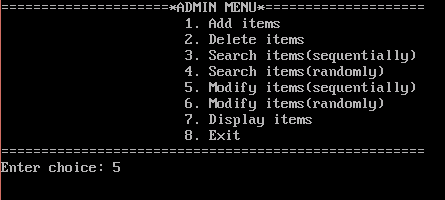 =====================*ADMIN MENU*====================
1. Add items
2. Delete items
3. Search items(sequentially)
4. Search items(randomly)
5. Modify items(sequentially)
6. Modify items(randomly)
7. Display items
8. Exit
=====================================================
Enter choice: 5